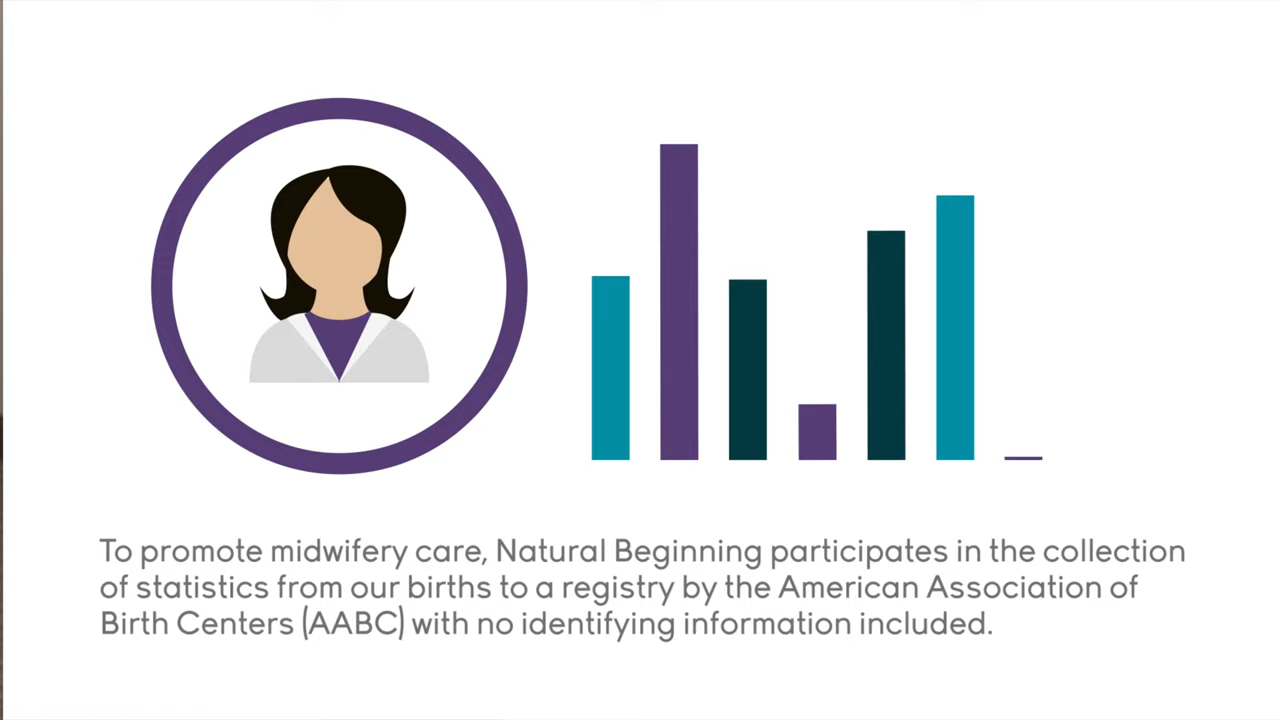 To promote midwifery care, Natural Beginning participates in the collection
of statistics from our births to a registry by the American Association of
Birth Centers (AABC) with no identifying information included.